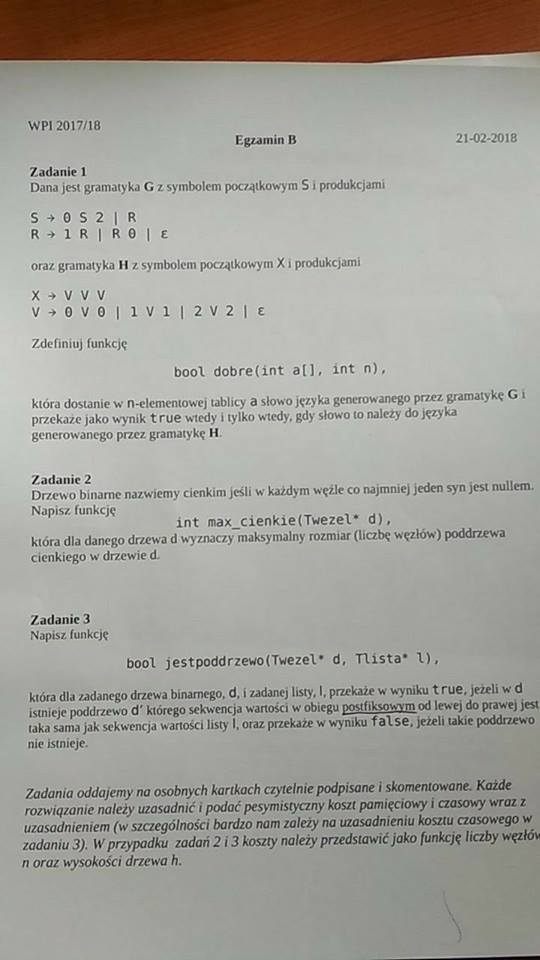 WPI 2017/18
Egzamin B
21-02-2018
Zadanie 1
Dana jest gramatyka G z symbolem początkowym S i produkcjami
S → 0 S 2 | R
R → 1 R | R 0 | ε
oraz gramatyka H z symbolem początkowym X i produkcjami
X → V V V
V → 0 V 0 | 1 V 1 | 2 V 2 | ε
Zdefiniuj funkcję
bool dobre(int a[], int n),
która dostanie w n-elementowej tablicy a słowo języka generowanego przez gramatykę G i
przekaże jako wynik true wtedy i tylko wtedy, gdy słowo to należy do języka
generowanego przez gramatykę H.
Zadanie 2
Drzewo binarne nazwiemy cienkim jeśli w każdym węźle co najmniej jeden syn jest nullem.
Napisz funkcję
int max_cienkie(Twezel* d),
która dla danego drzewa d wyznaczy maksymalny rozmiar (liczbę węzłów) poddrzewa
cienkiego w drzewie d.
Zadanie 3
Napisz funkcję
bool jestpoddrzewo(Twezel* d, Tlista* l),
która dla zadanego drzewa binarnego, d, i zadanej listy, l, przekaże w wyniku true, jeżeli w d
istnieje poddrzewo d' którego sekwencja wartości w obiegu postfiksowym od lewej do prawej jest
taka sama jak sekwencja wartości listy l, oraz przekaże w wyniku false, jeżeli takie poddrzewo
nie istnieje.
Zadania oddajemy na osobnych kartkach czytelnie podpisane i skomentowane. Każde
rozwiązanie należy uzasadnić i podać pesymistyczny koszt pamięciowy i czasowy wraz z
uzasadnieniem (w szczególności bardzo nam zależy na uzasadnieniu kosztu czasowego w
zadaniu 3). W przypadku zadań 2 i 3 koszty należy przedstawić jako funkcję liczby węzłów
n oraz wysokości drzewa h.